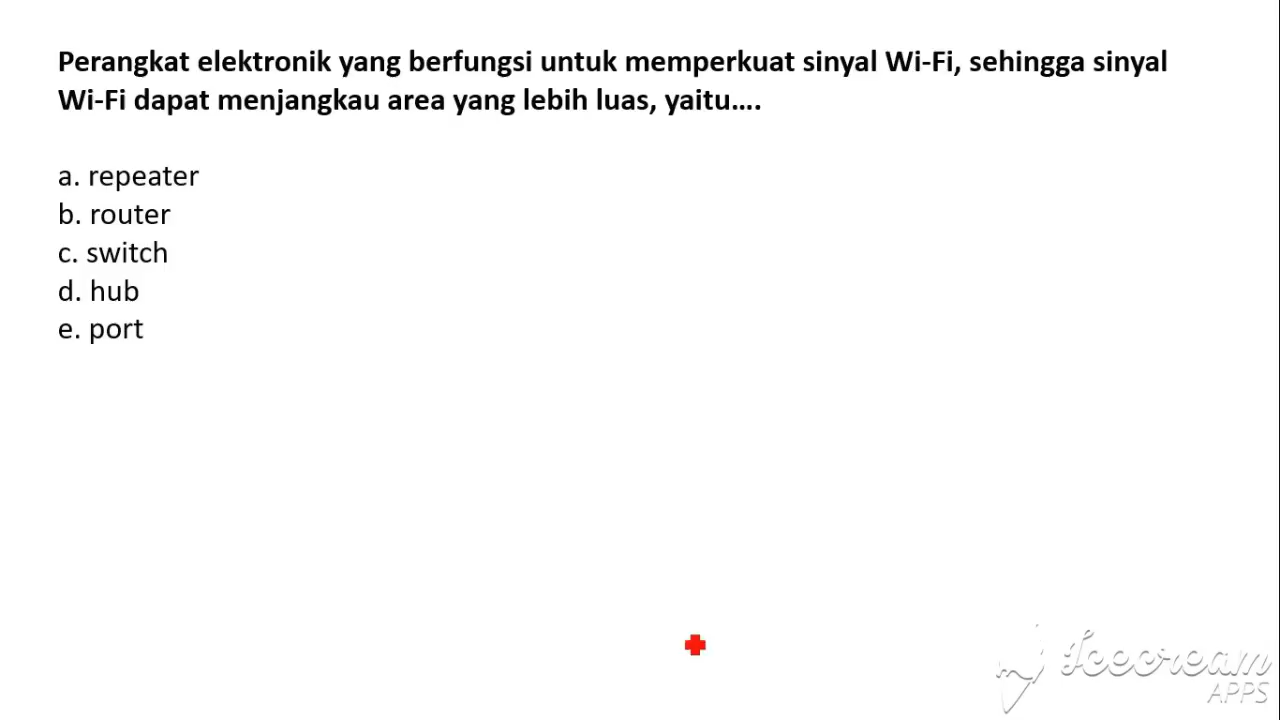 Perangkat elektronik yang berfungsi untuk memperkuat sinyal Wi-Fi, sehingga sinyal
Wi-Fi dapat menjangkau area yang lebih luas, yaitu....
a. repeater
b. router
c. switch
d. hub
e. port
Icecream
APPS